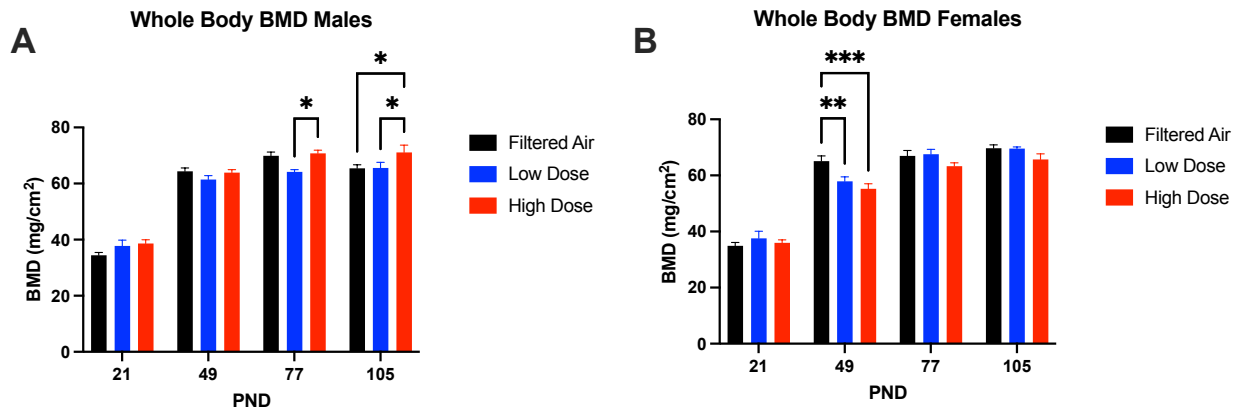 A
Whole Body BMD Males
*
*
*
80
60
40
20
0
BMD (mg/cm²)
21 49 77 105
PND
Filtered Air
Low Dose
High Dose
B
Whole Body BMD Females
***
**
80
60
40
20
0
BMD (mg/cm²)
21 49 77 105
PND
Filtered Air
Low Dose
High Dose